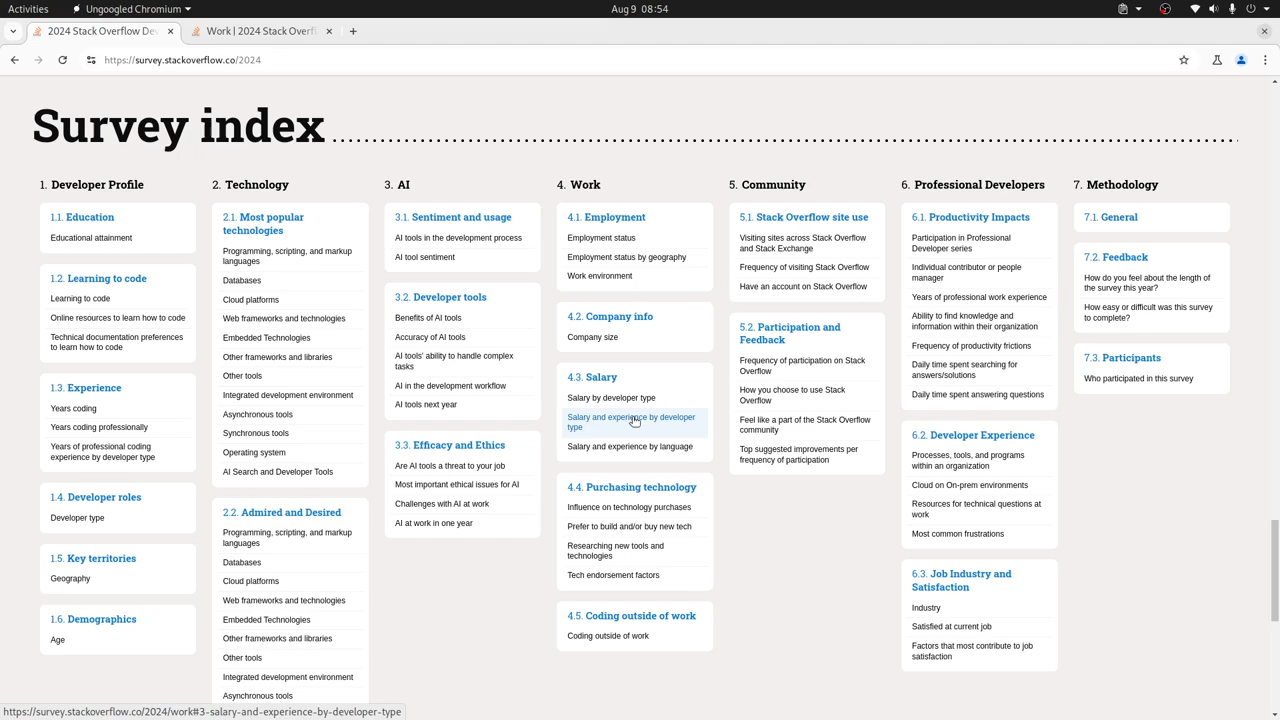 Activities
Ungoogled Chromium
Aug 9 08:54
2024 Stack Overflow De
Work | 2024 Stack Overfl
https://survey.stackoverflow.co/2024
Survey index
1. Developer Profile
1.1. Education
Educational attainment
1.2. Learning to code
Learning to code
Online resources to learn how to code
Technical documentation preferences
to learn how to code
1.3. Experience
Years coding
Years coding professionally
Years of professional coding
experience by developer type
1.4. Developer roles
Developer type
1.5. Key territories
Geography
1.6. Demographics
Age
2. Technology
2.1. Most popular
technologies
Programming, scripting, and markup
languages
Databases
Cloud platforms
Web frameworks and technologies
Embedded Technologies
Other frameworks and libraries
Other tools
Integrated development environment
Asynchronous tools
Synchronous tools
Operating system
AI Search and Developer Tools
2.2. Admired and Desired
Programming, scripting, and markup
languages
Databases
Cloud platforms
Web frameworks and technologies
Embedded Technologies
Other frameworks and libraries
Other tools
Integrated development environment
Asynchronous tools
3. AI
3.1. Sentiment and usage
AI tools in the development process
AI tool sentiment
3.2. Developer tools
Benefits of AI tools
Accuracy of AI tools
AI tools' ability to handle complex
tasks
AI in the development workflow
AI tools next year
3.3. Efficacy and Ethics
Are AI tools a threat to your job
Most important ethical issues for AI
Challenges with AI at work
AI at work in one year
4. Work
4.1. Employment
Employment status
Employment status by geography
Work environment
4.2. Company info
Company size
4.3. Salary
Salary by developer type
Salary and experience by developer
type
Salary and experience by language
4.4. Purchasing technology
Influence on technology purchases
Prefer to build and/or buy new tech
Researching new tools and
technologies
Tech endorsement factors
4.5. Coding outside of work
Coding outside of work
5. Community
5.1. Stack Overflow site use
Visiting sites across Stack Overflow
and Stack Exchange
Frequency of visiting Stack Overflow
Have an account on Stack Overflow
5.2. Participation and
Feedback
Frequency of participation on Stack
Overflow
How you choose to use Stack
Overflow
Feel like a part of the Stack Overflow
community
Top suggested improvements per
frequency of participation
6. Professional Developers
6.1. Productivity Impacts
Participation in Professional
Developer series
Individual contributor or people
manager
Years of professional work experience
Ability to find knowledge and
information within their organization
Frequency of productivity frictions
Daily time spent searching for
answers/solutions
Daily time spent answering questions
6.2. Developer Experience
Processes, tools, and programs
within an organization
Cloud on On-prem environments
Resources for technical questions at
work
Most common frustrations
6.3. Job Industry and
Satisfaction
Industry
Satisfied at current job
Factors that most contribute to job
satisfaction
7. Methodology
7.1. General
7.2. Feedback
How do you feel about the length of
the survey this year?
How easy or difficult was this survey
to complete?
7.3. Participants
Who participated in this survey
https://survey.stackoverflow.co/2024/work#3-salary-and-experience-by-developer-type